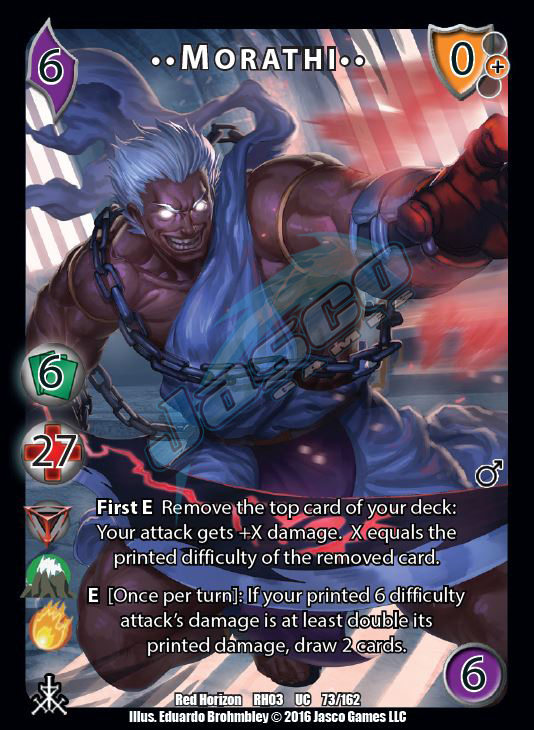 6
••MORATHI••
0
+
6
27
Jasco
First E Remove the top card of your deck:
Your attack gets +X damage. X equals the
printed difficulty of the removed card.
E [Once per turn]: If your printed 6 difficulty
attack's damage is at least double its
printed damage, draw 2 cards.
6
Red Horizon RH03 UC 73/162
Illus. Eduardo Brohmbley © 2016 Jasco Games LLC